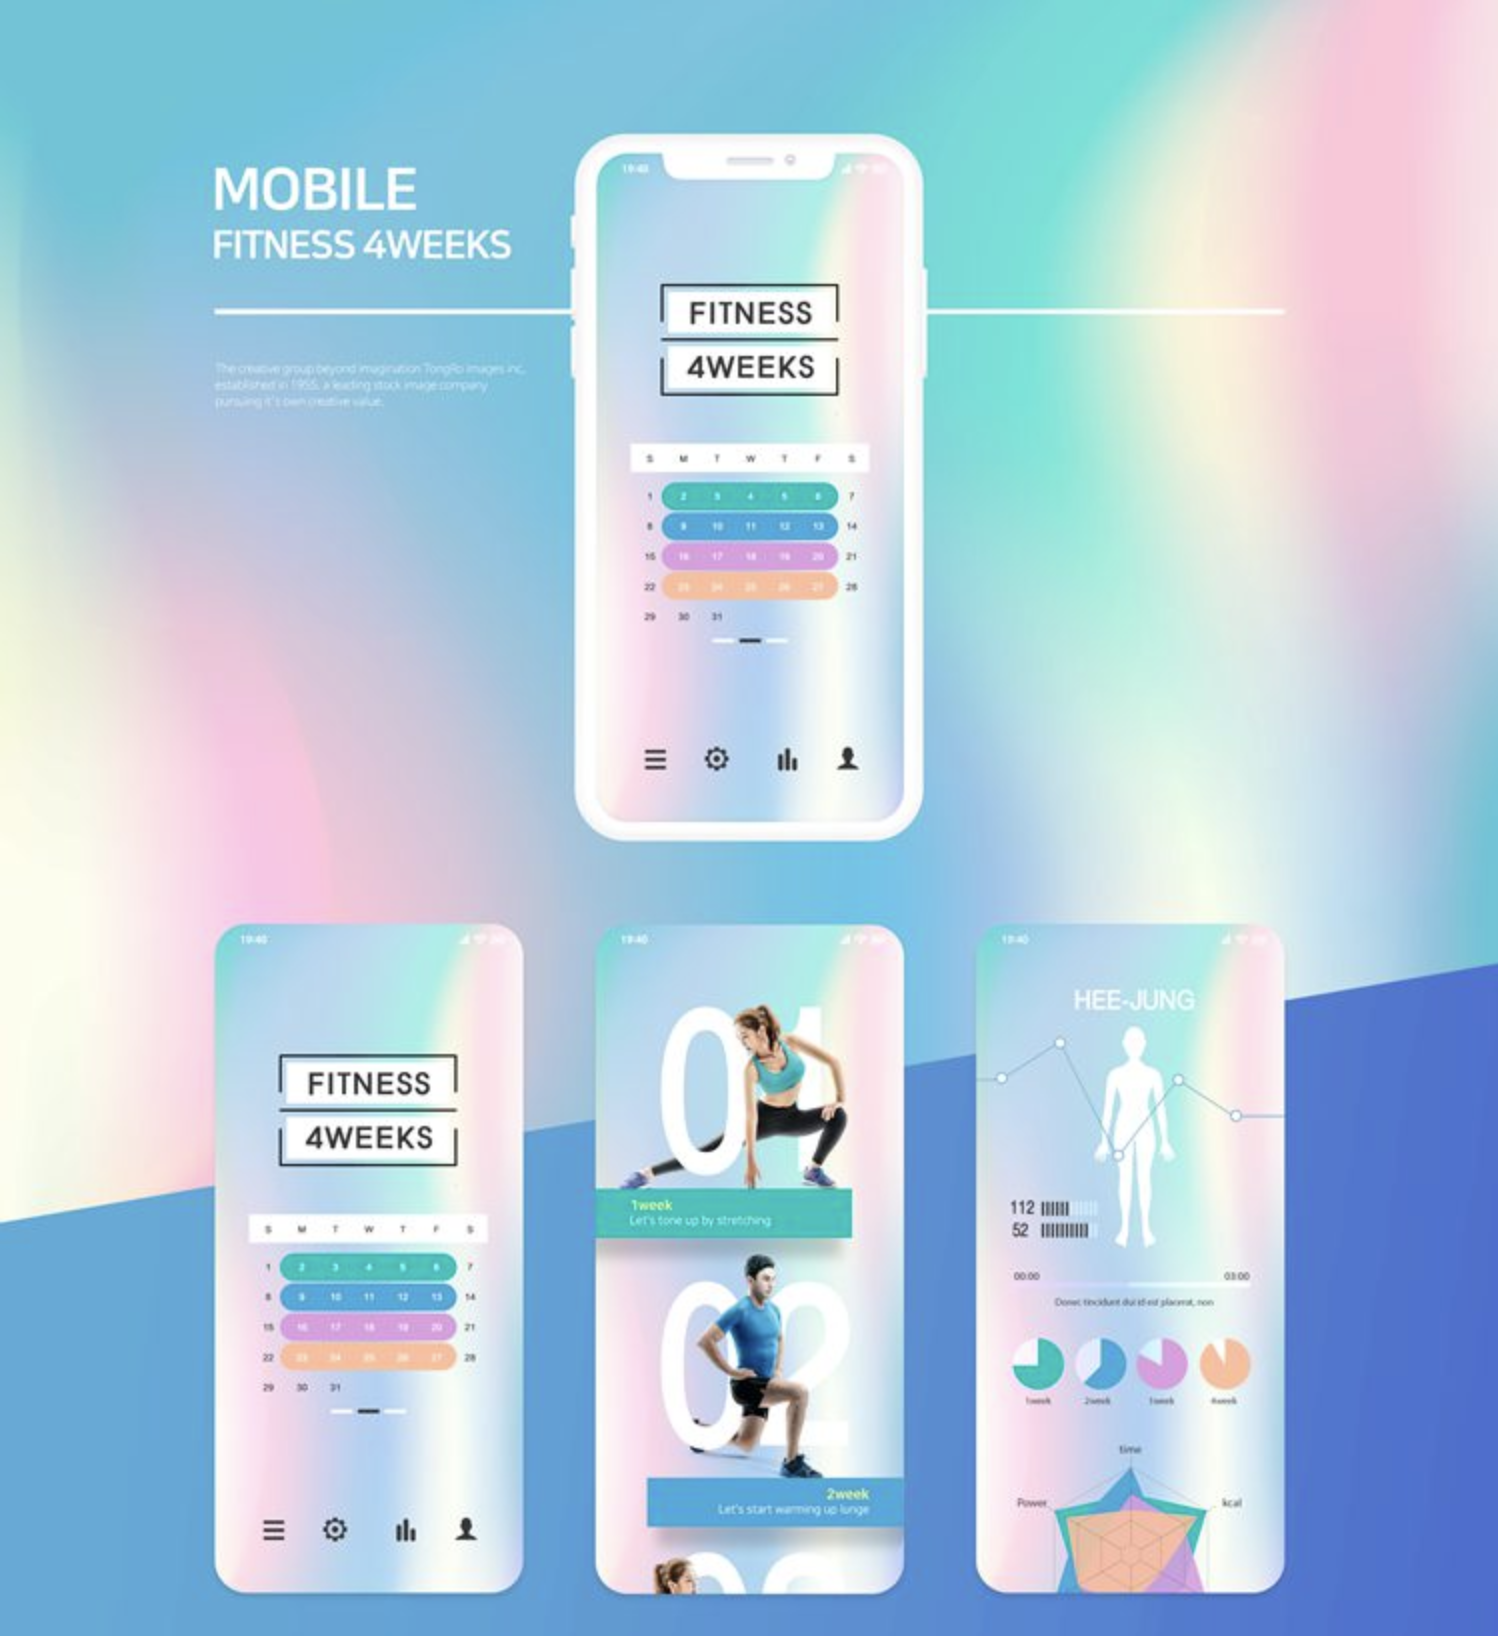 MOBILE
FITNESS 4WEEKS
The creative group beyond imagination TongRo Images Inc.
established in 1955, a leading stock image company
pursuing it's own creative value.
19:40
FITNESS
4WEEKS
S M T W T F S
1 2 3 4 5 6 7
8 9 10 11 12 13 14
15 16 17 18 19 20 21
22 23 24 25 26 27 28
29 30 31
19:40
FITNESS
4WEEKS
S M T W T F S
1 2 3 4 5 6 7
8 9 10 11 12 13 14
15 16 17 18 19 20 21
22 23 24 25 26 27 28
29 30 31
19:40
01
1week
Let's tone up by stretching
02
2week
Let's start warming up lunge
19:40
HEE-JUNG
112
52
00:00 03:00
Donec tincidunt dui id est placerat, non
1week 2week 4week
time
Power kcal